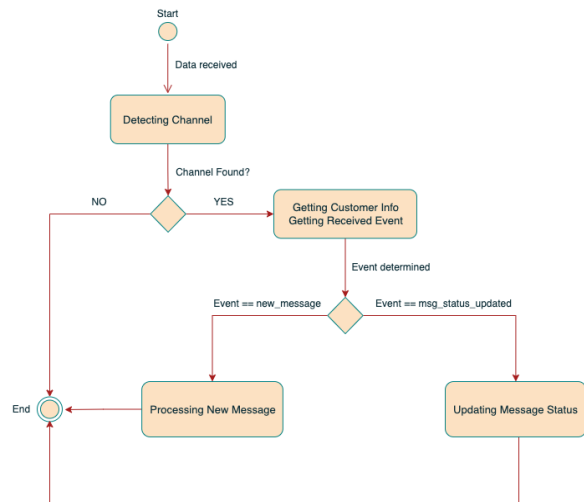 Start
Data received
Detecting Channel
Channel Found?
NO
YES
Getting Customer Info
Getting Received Event
Event determined
Event == new_message
Event == msg_status_updated
End
Processing New Message
Updating Message Status